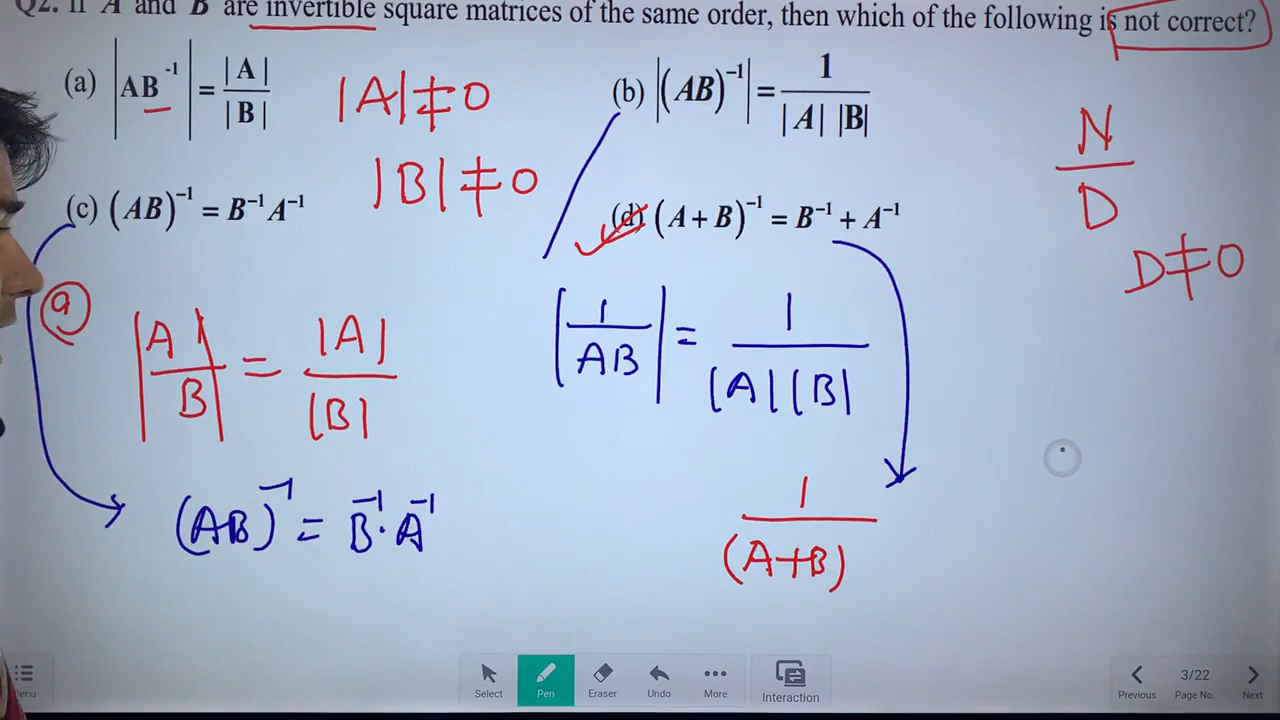 Q2. If A and B are invertible square matrices of the same order, then which of the following is not correct?
(a) |AB⁻¹| = |A| / |B|
|A| ≠ 0
(b) |(AB)⁻¹| = 1 / |A| |B|
N / D
|B| ≠ 0
(c) (AB)⁻¹ = B⁻¹A⁻¹
(d) (A + B)⁻¹ = B⁻¹ + A⁻¹
D ≠ 0
a
|A 1 / B| = |A| / |B|
|1 / AB| = 1 / |A| |B|
(AB)⁻¹ = B⁻¹ · A⁻¹
1 / (A+B)
enu
Select
Pen
Eraser
Undo
More
Interaction
Previous
3/22
Page No.
Next